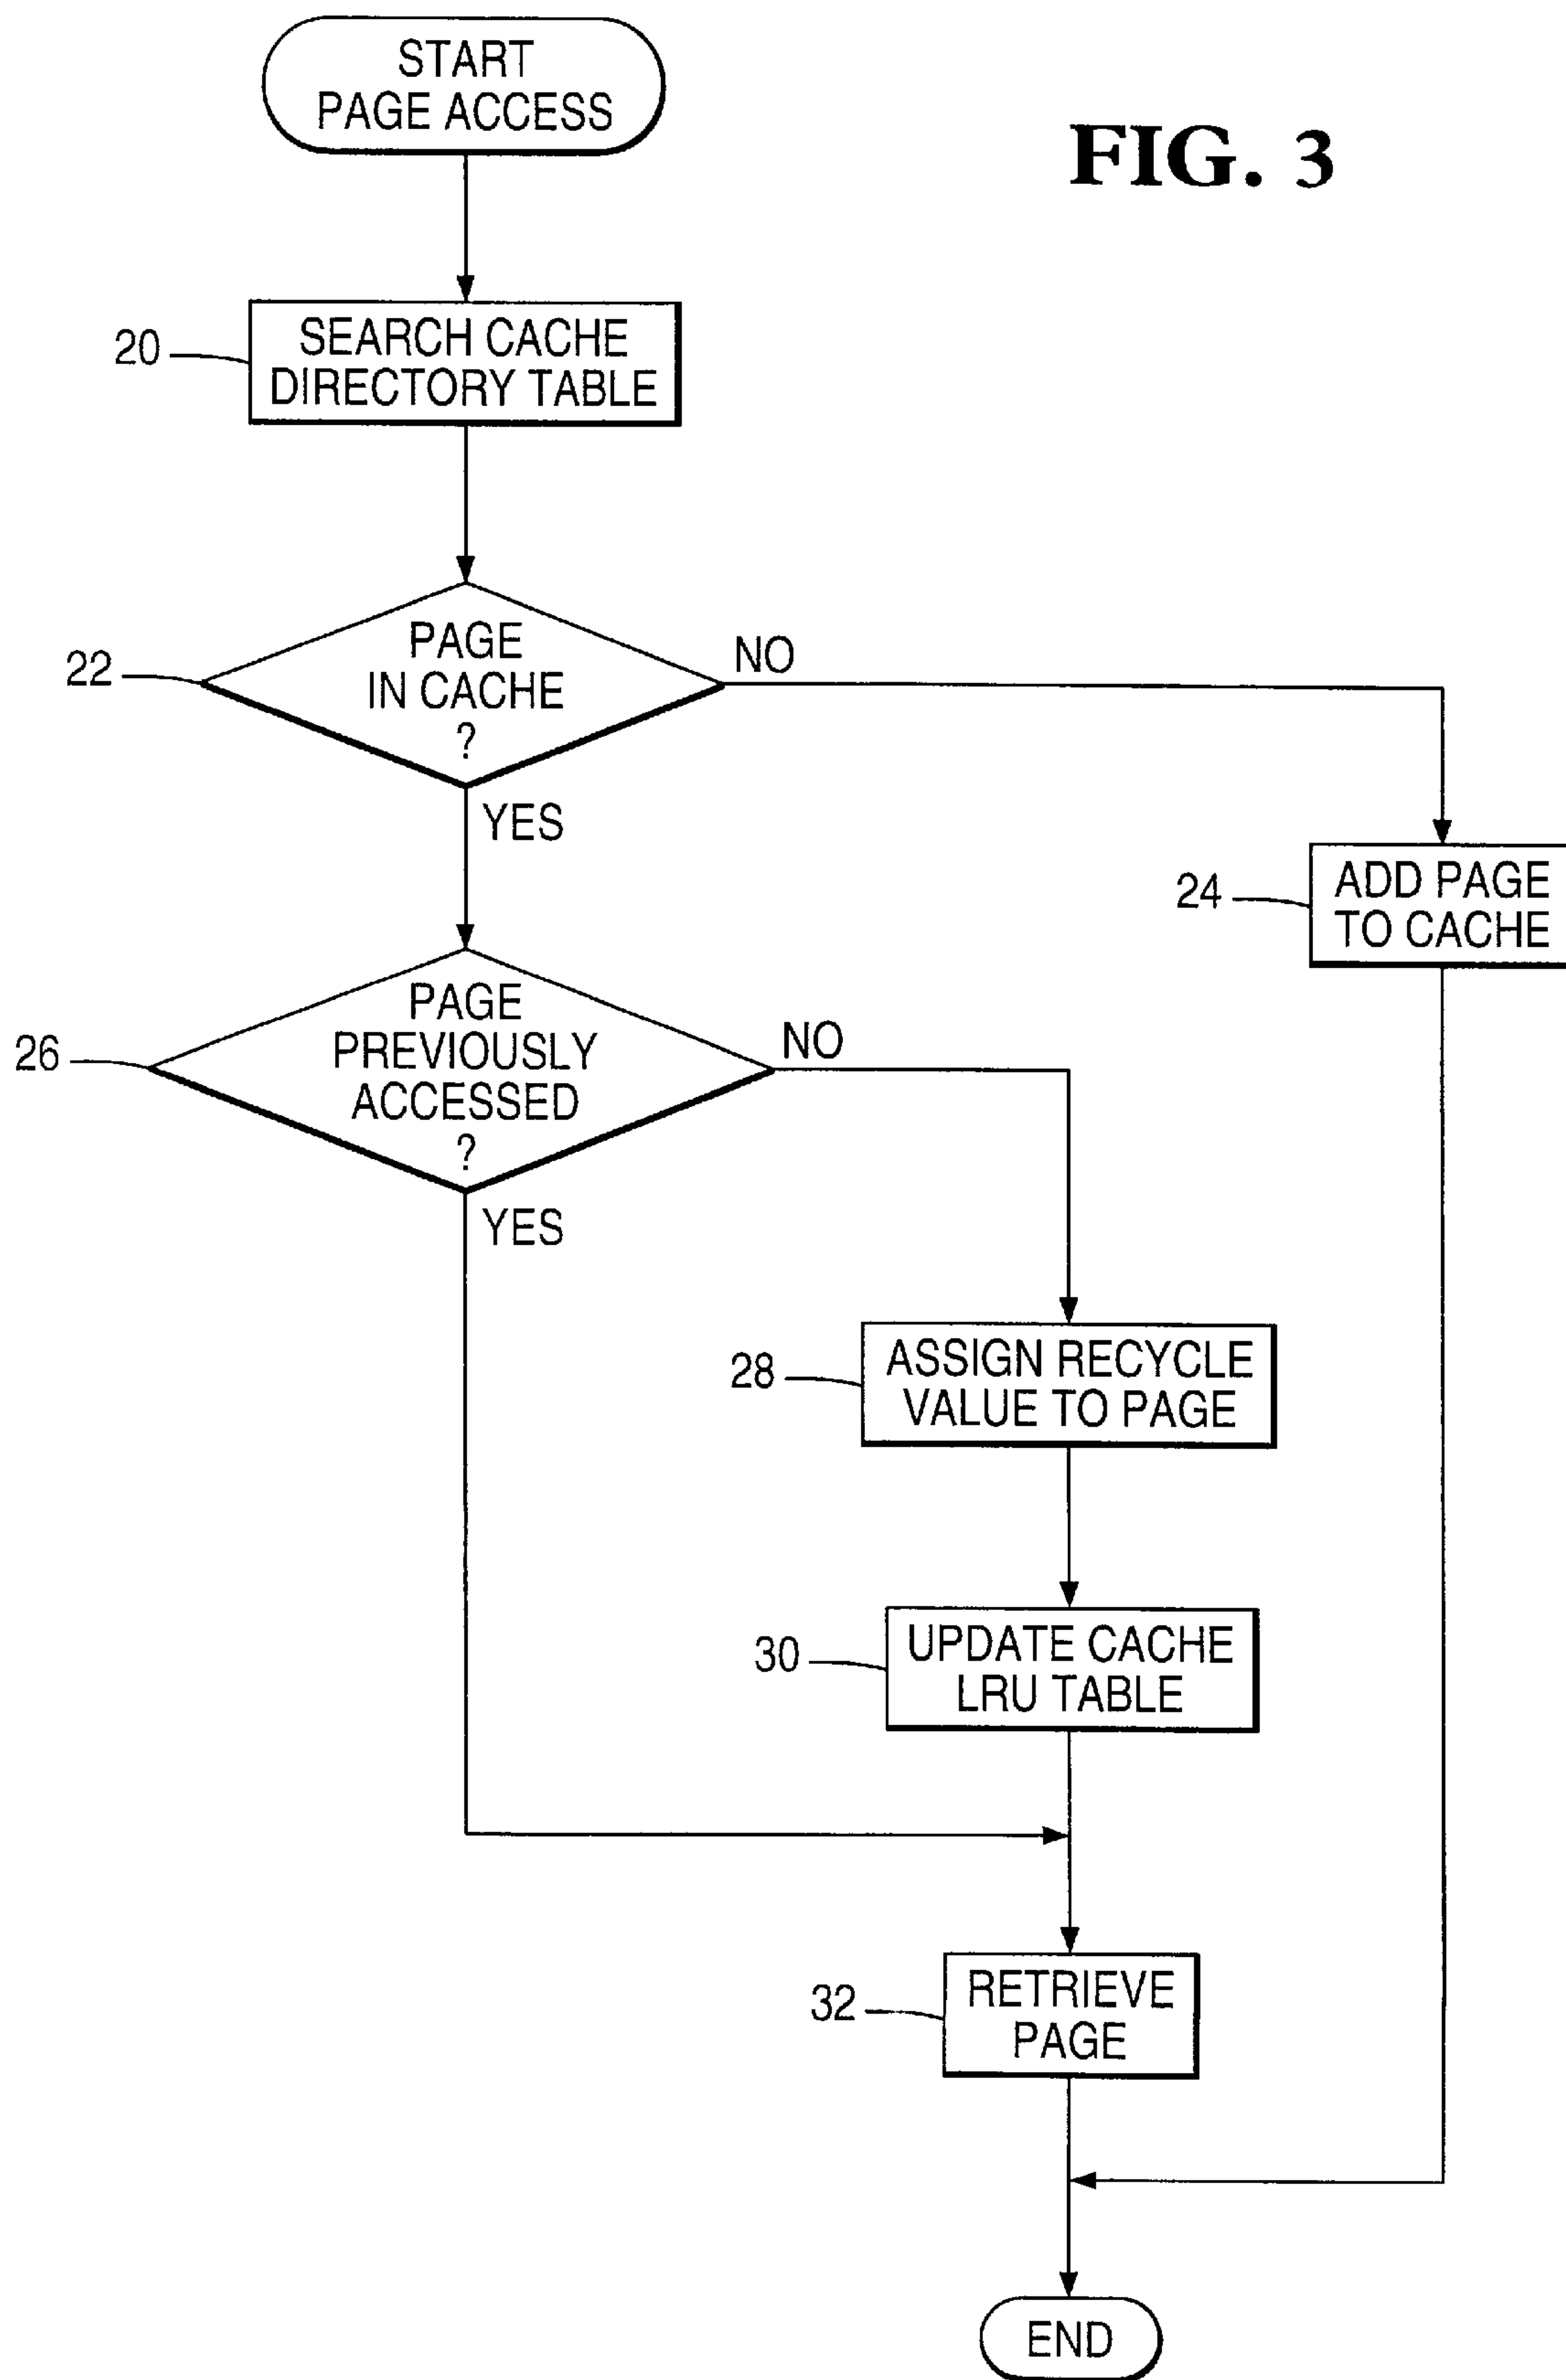 START
PAGE ACCESS
FIG. 3
20
SEARCH CACHE
DIRECTORY TABLE
22
PAGE
IN CACHE
?
NO
YES
24
ADD PAGE
TO CACHE
26
PAGE
PREVIOUSLY
ACCESSED
?
NO
YES
28
ASSIGN RECYCLE
VALUE TO PAGE
30
UPDATE CACHE
LRU TABLE
32
RETRIEVE
PAGE
END